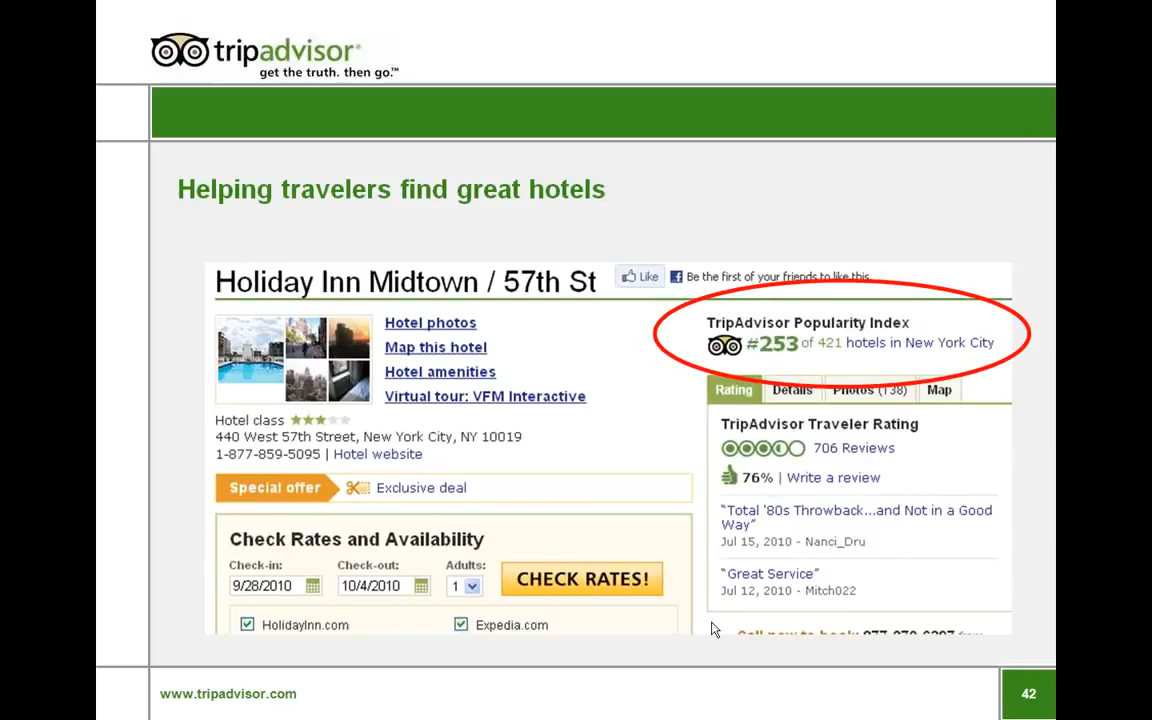 tripadvisor®
get the truth. then go.™
Helping travelers find great hotels
Holiday Inn Midtown / 57th St
Like
Be the first of your friends to like this.
Hotel photos
Map this hotel
Hotel amenities
Virtual tour: VFM Interactive
TripAdvisor Popularity Index
#253 of 421 hotels in New York City
Rating Details Photos (138) Map
Hotel class
440 West 57th Street, New York City, NY 10019
1-877-859-5095 | Hotel website
Special offer Exclusive deal
TripAdvisor Traveler Rating
706 Reviews
76% | Write a review
“Total ‘80s Throwback...and Not in a Good
Way”
Jul 15, 2010 - Nanci_Dru
“Great Service”
Jul 12, 2010 - Mitch022
Check Rates and Availability
Check-in: Check-out: Adults:
9/28/2010 10/4/2010 1 CHECK RATES!
HolidayInn.com Expedia.com
www.tripadvisor.com
42